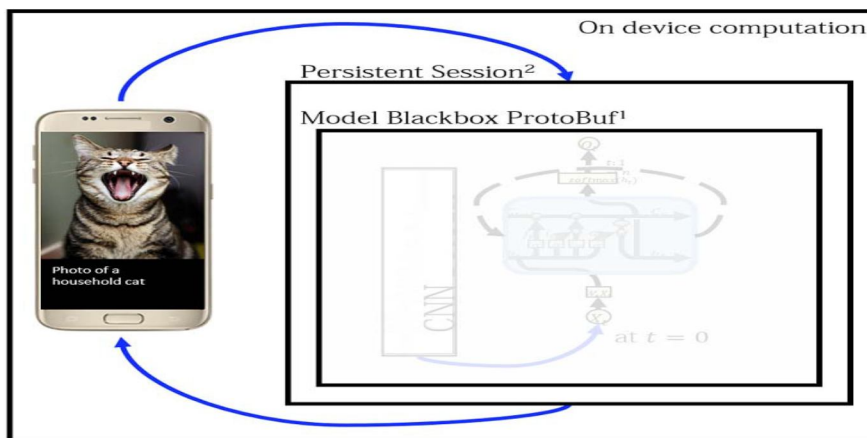 On device computation
Persistent Session²
Model Blackbox ProtoBuf¹
Photo of a
household cat
CNN
at t = 0